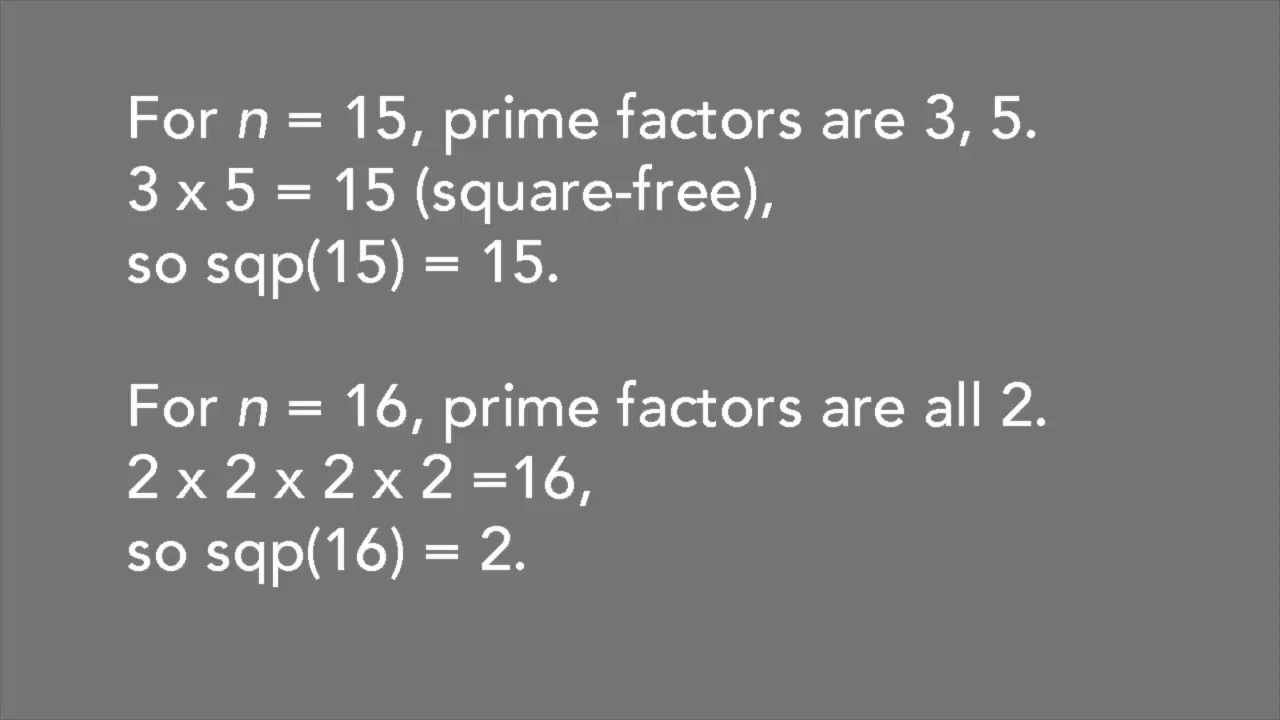 For n = 15, prime factors are 3, 5.
3 x 5 = 15 (square-free),
so sqp(15) = 15.
For n = 16, prime factors are all 2.
2 x 2 x 2 x 2 =16,
so sqp(16) = 2.